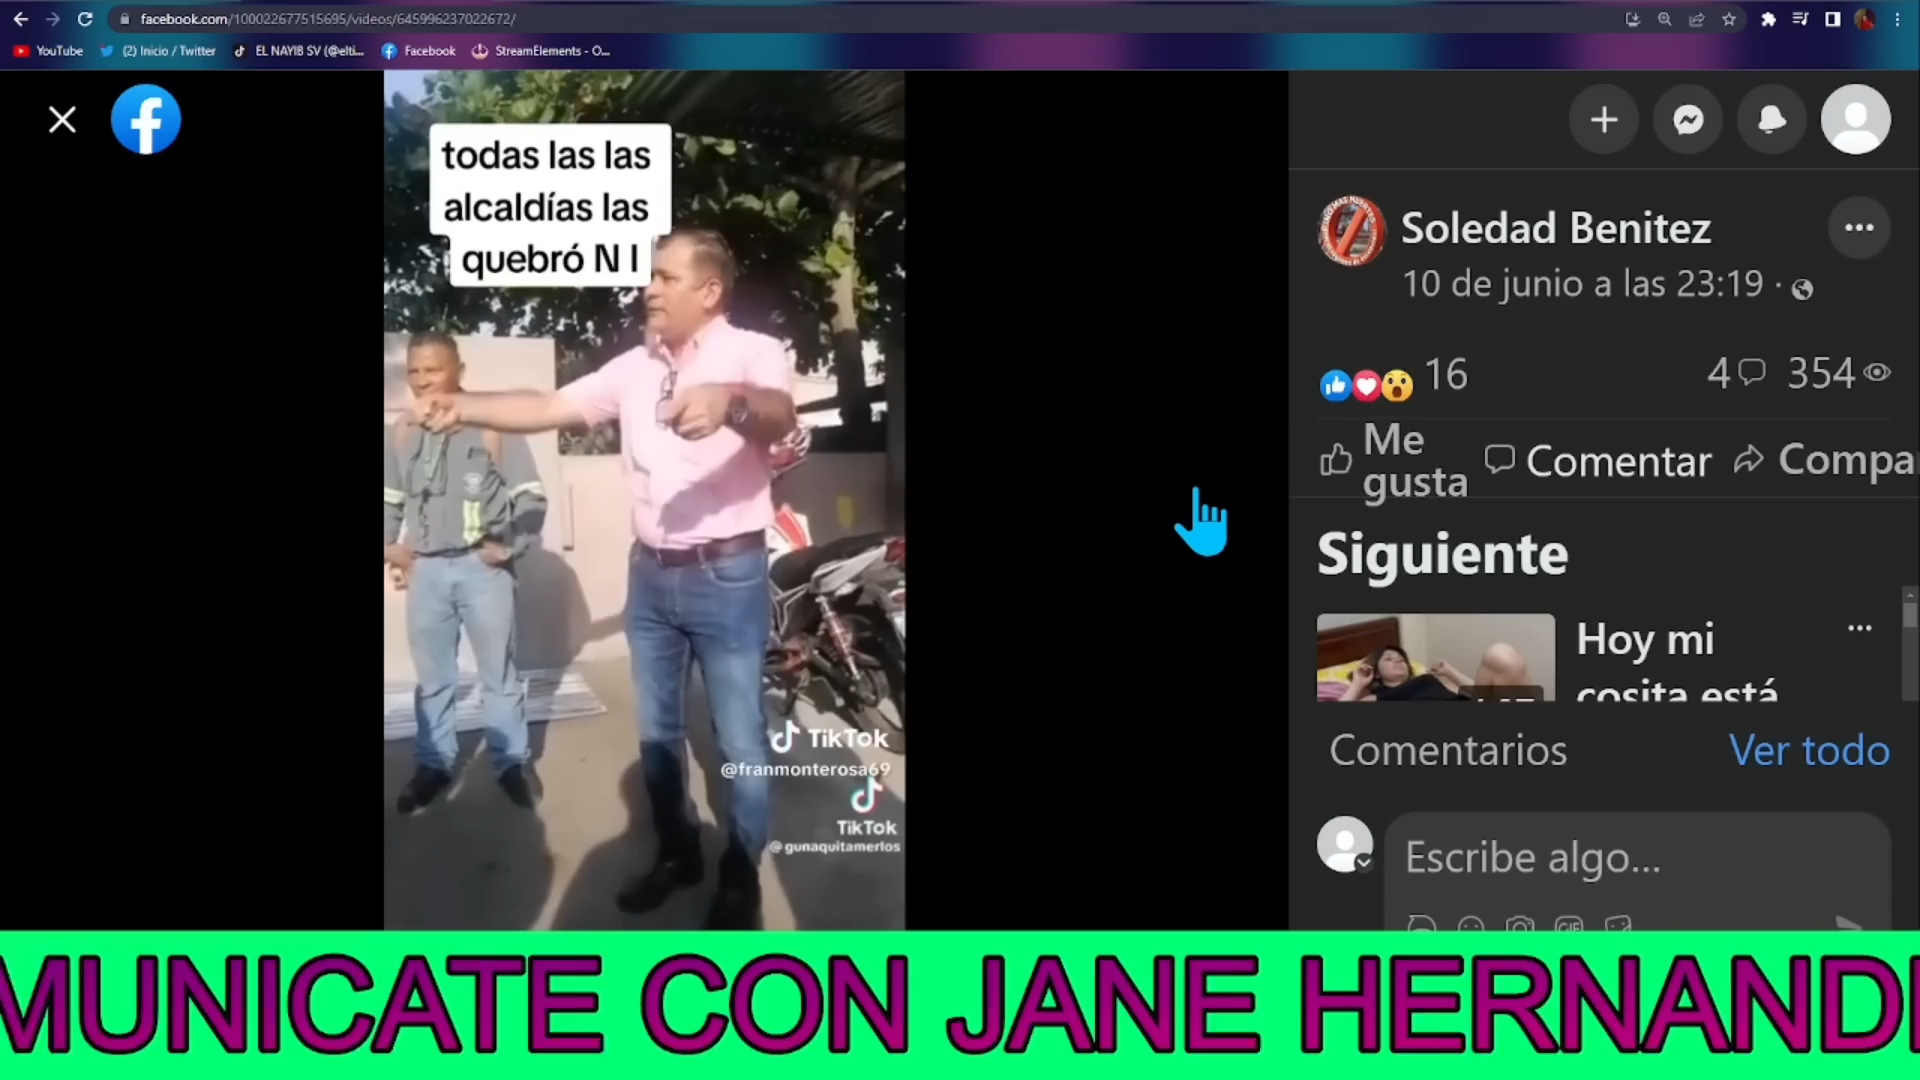 facebook.com/100022677515695/videos/645996237022672/
YouTube
(2) Inicio / Twitter
EL NAYIB SV (@elti...
Facebook
StreamElements - O...
todas las las
alcaldías las
quebró N I
TikTok
@franmonterosa69
TikTok
@gunaquitamerlos
Soledad Benitez
10 de junio a las 23:19 ·
16
4
354
Me
gusta
Comentar
Compa
Siguiente
Hoy mi
cosita está
Comentarios
Ver todo
Escribe algo...
GIF
MUNICATE CON JANE HERNAND